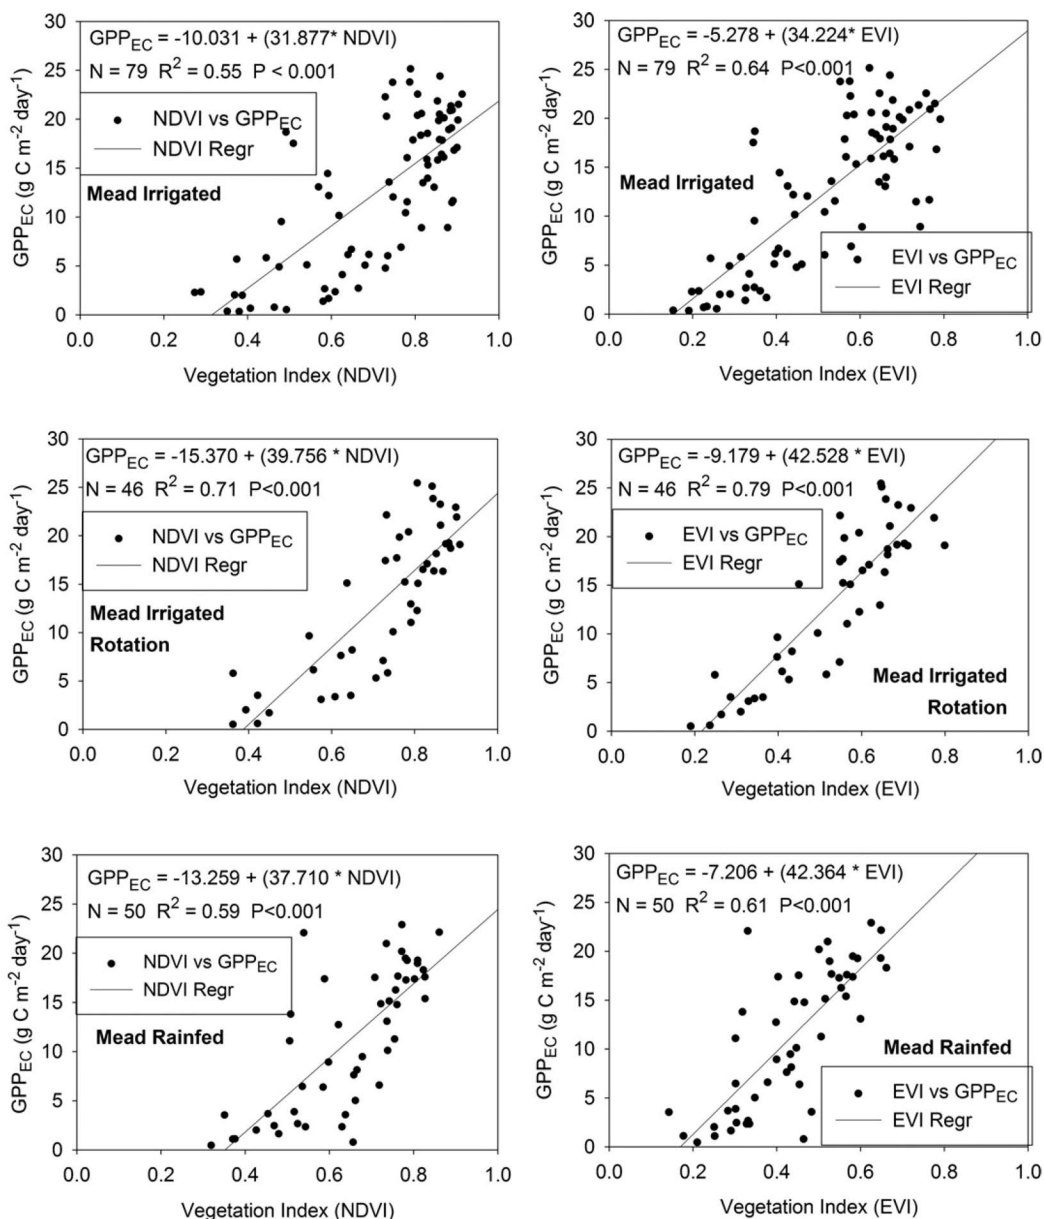 GPP_EC = -10.031 + (31.877* NDVI)
N = 79 R² = 0.55 P < 0.001
NDVI vs GPP_EC
NDVI Regr
Mead Irrigated
GPP_EC (g C m⁻² day⁻¹)
30
25
20
15
10
5
0
0.0 0.2 0.4 0.6 0.8 1.0
Vegetation Index (NDVI)
GPP_EC = -5.278 + (34.224* EVI)
N = 79 R² = 0.64 P<0.001
Mead Irrigated
EVI vs GPP_EC
EVI Regr
GPP_EC (g C m⁻² day⁻¹)
30
25
20
15
10
5
0
0.0 0.2 0.4 0.6 0.8 1.0
Vegetation Index (EVI)
GPP_EC = -15.370 + (39.756 * NDVI)
N = 46 R² = 0.71 P<0.001
NDVI vs GPP_EC
NDVI Regr
Mead Irrigated
Rotation
GPP_EC (g C m⁻² day⁻¹)
30
25
20
15
10
5
0
0.0 0.2 0.4 0.6 0.8 1.0
Vegetation Index (NDVI)
GPP_EC = -9.179 + (42.528 * EVI)
N = 46 R² = 0.79 P<0.001
EVI vs GPP_EC
EVI Regr
Mead Irrigated
Rotation
GPP_EC (g C m⁻² day⁻¹)
30
25
20
15
10
5
0
0.0 0.2 0.4 0.6 0.8 1.0
Vegetation Index (EVI)
GPP_EC = -13.259 + (37.710 * NDVI)
N = 50 R² = 0.59 P<0.001
NDVI vs GPP_EC
NDVI Regr
Mead Rainfed
GPP_EC (g C m⁻² day⁻¹)
30
25
20
15
10
5
0
0.0 0.2 0.4 0.6 0.8 1.0
Vegetation Index (NDVI)
GPP_EC = -7.206 + (42.364 * EVI)
N = 50 R² = 0.61 P<0.001
Mead Rainfed
EVI vs GPP_EC
EVI Regr
GPP_EC (g C m⁻² day⁻¹)
30
25
20
15
10
5
0
0.0 0.2 0.4 0.6 0.8 1.0
Vegetation Index (EVI)